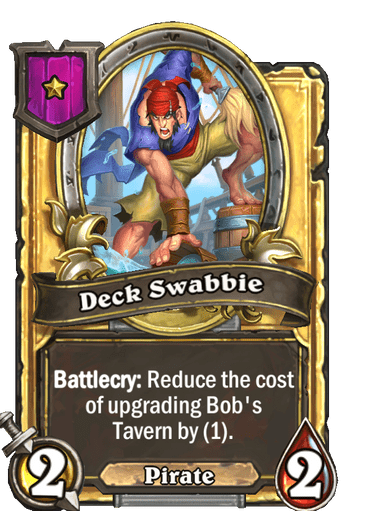 Deck Swabbie
Battlecry: Reduce the cost
of upgrading Bob's
Tavern by (1).
2
Pirate
2